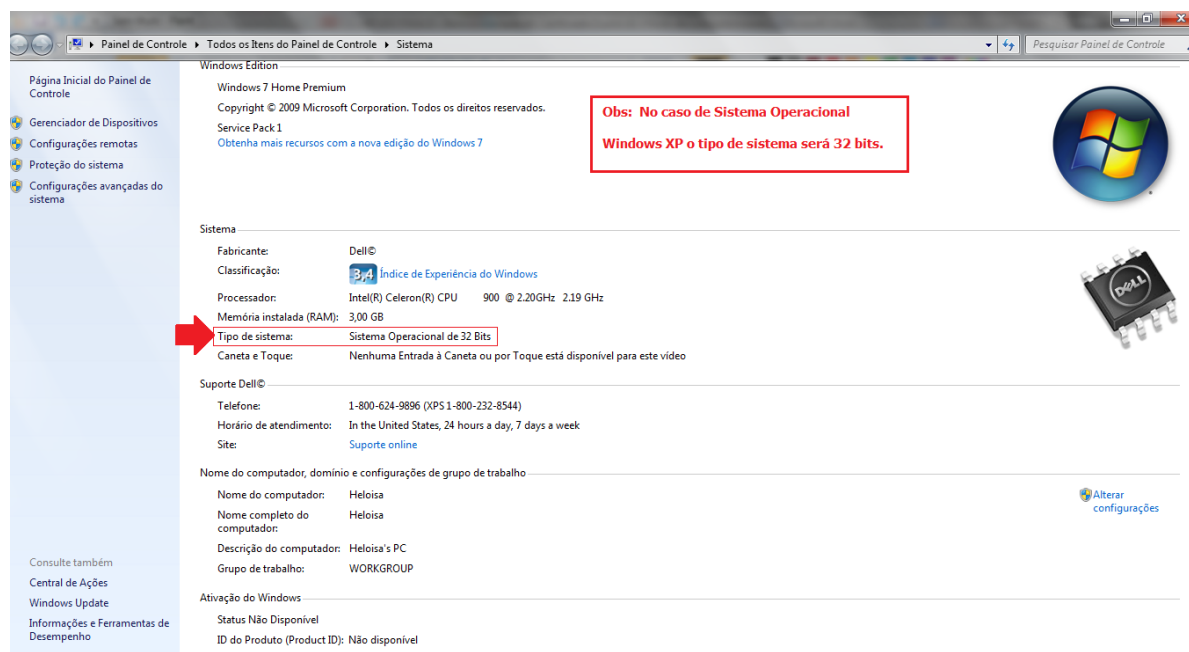 Painel de Controle ▸ Todos os Itens do Painel de Controle ▸ Sistema
Pesquisar Painel de Controle
Página Inicial do Painel de
Controle
Gerenciador de Dispositivos
Configurações remotas
Proteção do sistema
Configurações avançadas do
sistema
Windows Edition
Windows 7 Home Premium
Copyright © 2009 Microsoft Corporation. Todos os direitos reservados.
Service Pack 1
Obtenha mais recursos com a nova edição do Windows 7
Obs: No caso de Sistema Operacional
Windows XP o tipo de sistema será 32 bits.
Sistema
Fabricante: Dell©
Classificação: 3,4 Índice de Experiência do Windows
Processador: Intel(R) Celeron(R) CPU 900 @ 2.20GHz 2.19 GHz
Memória instalada (RAM): 3,00 GB
Tipo de sistema: Sistema Operacional de 32 Bits
Caneta e Toque: Nenhuma Entrada à Caneta ou por Toque está disponível para este vídeo
DELL
Suporte Dell©
Telefone: 1-800-624-9896 (XPS 1-800-232-8544)
Horário de atendimento: In the United States, 24 hours a day, 7 days a week
Site: Suporte online
Nome do computador, domínio e configurações de grupo de trabalho
Nome do computador: Heloisa
Nome completo do
computador: Heloisa
Descrição do computador: Heloisa's PC
Grupo de trabalho: WORKGROUP
Alterar
configurações
Ativação do Windows
Status Não Disponível
ID do Produto (Product ID): Não disponível
Consulte também
Central de Ações
Windows Update
Informações e Ferramentas de
Desempenho